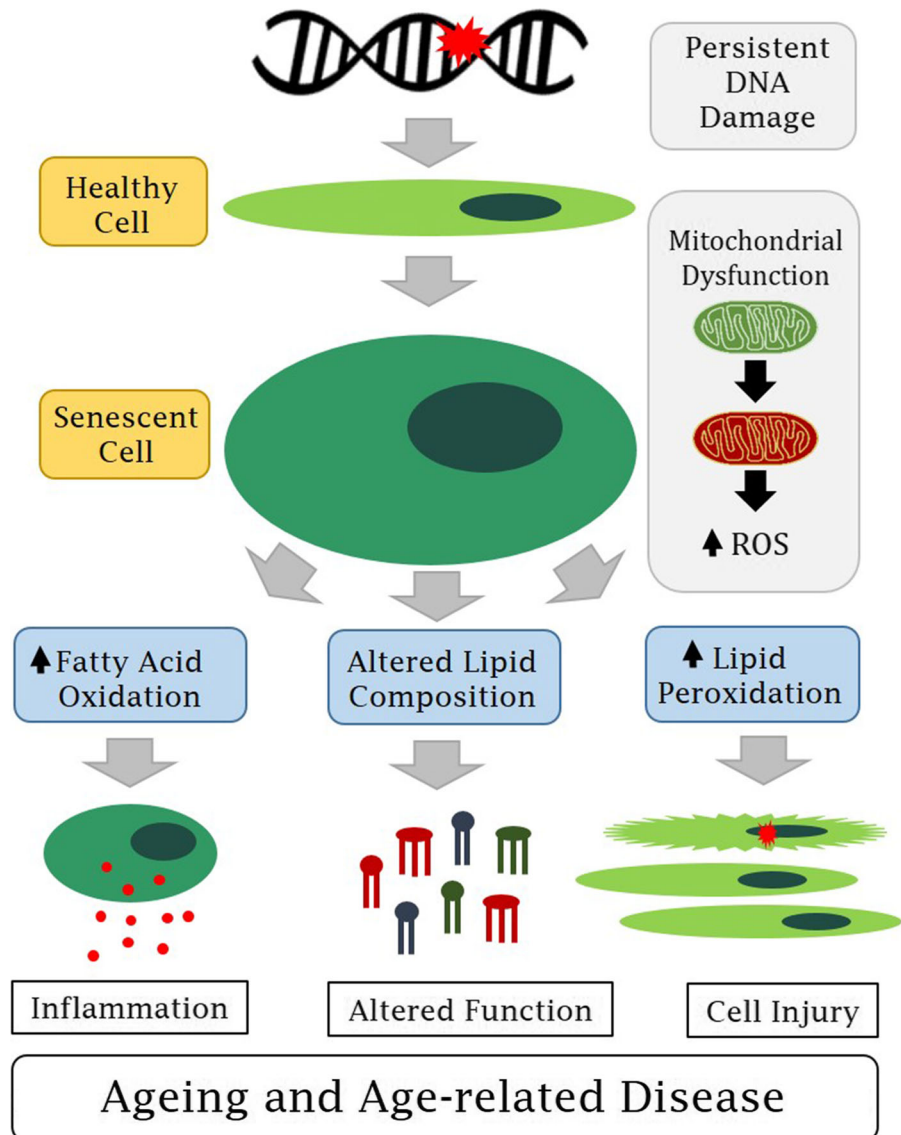 Persistent
DNA
Damage
Healthy
Cell
Mitochondrial
Dysfunction
ROS
Senescent
Cell
Fatty Acid
Oxidation
Altered Lipid
Composition
Lipid
Peroxidation
Inflammation
Altered Function
Cell Injury
Ageing and Age-related Disease